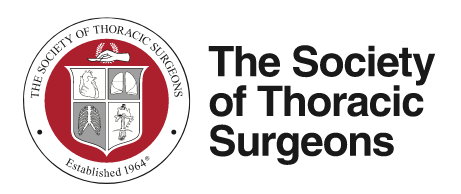 THE SOCIETY OF THORACIC SURGEONS
Established 1964®
The Society
of Thoracic
Surgeons